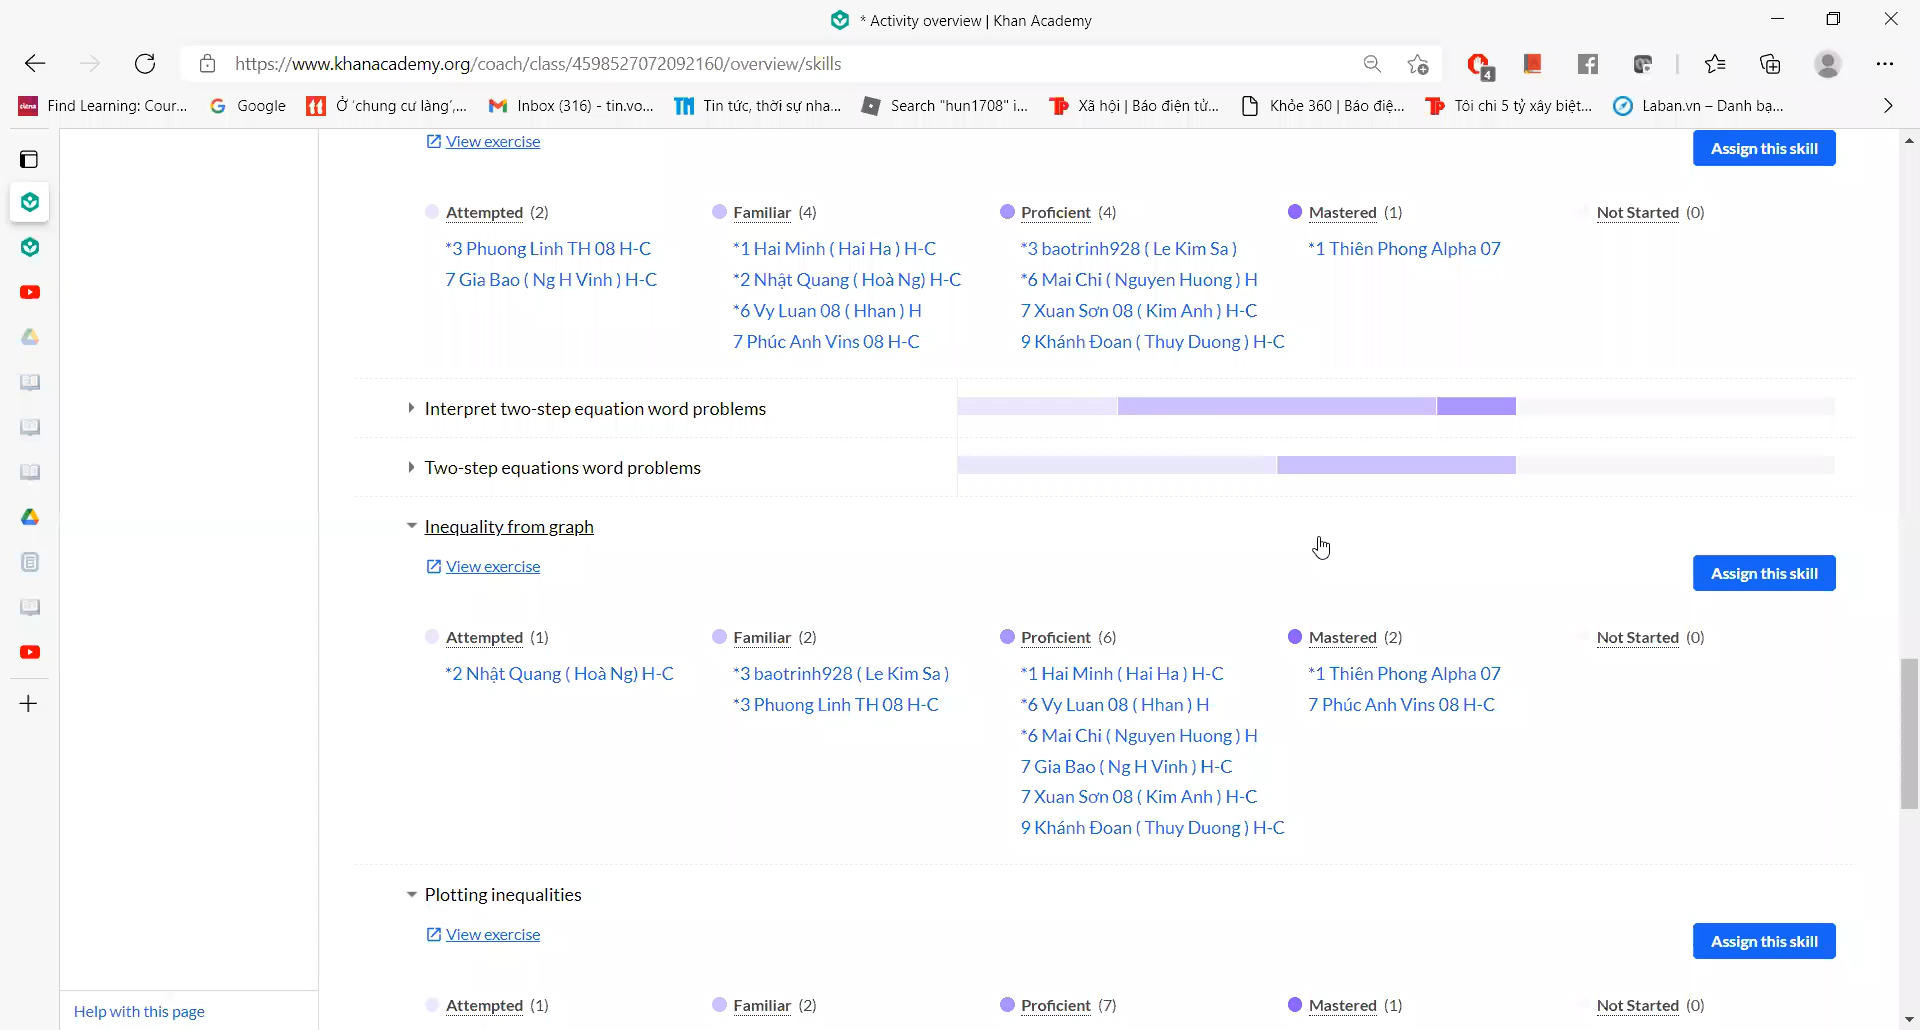 * Activity overview | Khan Academy
https://www.khanacademy.org/coach/class/4598527072092160/overview/skills
4
Find Learning: Cour...
Google
Ở 'chung cư làng',...
Inbox (316) - tin.vo...
Tin tức, thời sự nha...
Search "hun1708" i...
Xã hội | Báo điện tử...
Khỏe 360 | Báo điệ...
Tôi chi 5 tỷ xây biệt...
Laban.vn – Danh bạ...
View exercise
Assign this skill
Attempted (2)
Familiar (4)
Proficient (4)
Mastered (1)
Not Started (0)
*3 Phuong Linh TH 08 H-C
*1 Hai Minh ( Hai Ha ) H-C
*3 baotrinh928 ( Le Kim Sa )
*1 Thiên Phong Alpha 07
7 Gia Bao ( Ng H Vinh ) H-C
*2 Nhật Quang ( Hoà Ng) H-C
*6 Mai Chi ( Nguyen Huong ) H
*6 Vy Luan 08 ( Hhan ) H
7 Xuan Sơn 08 ( Kim Anh ) H-C
7 Phúc Anh Vins 08 H-C
9 Khánh Đoan ( Thuy Duong ) H-C
Interpret two-step equation word problems
Two-step equations word problems
Inequality from graph
View exercise
Assign this skill
Attempted (1)
Familiar (2)
Proficient (6)
Mastered (2)
Not Started (0)
*2 Nhật Quang ( Hoà Ng) H-C
*3 baotrinh928 ( Le Kim Sa )
*1 Hai Minh ( Hai Ha ) H-C
*1 Thiên Phong Alpha 07
*3 Phuong Linh TH 08 H-C
*6 Vy Luan 08 ( Hhan ) H
7 Phúc Anh Vins 08 H-C
*6 Mai Chi ( Nguyen Huong ) H
7 Gia Bao ( Ng H Vinh ) H-C
7 Xuan Sơn 08 ( Kim Anh ) H-C
9 Khánh Đoan ( Thuy Duong ) H-C
Plotting inequalities
View exercise
Assign this skill
Attempted (1)
Familiar (2)
Proficient (7)
Mastered (1)
Not Started (0)
Help with this page